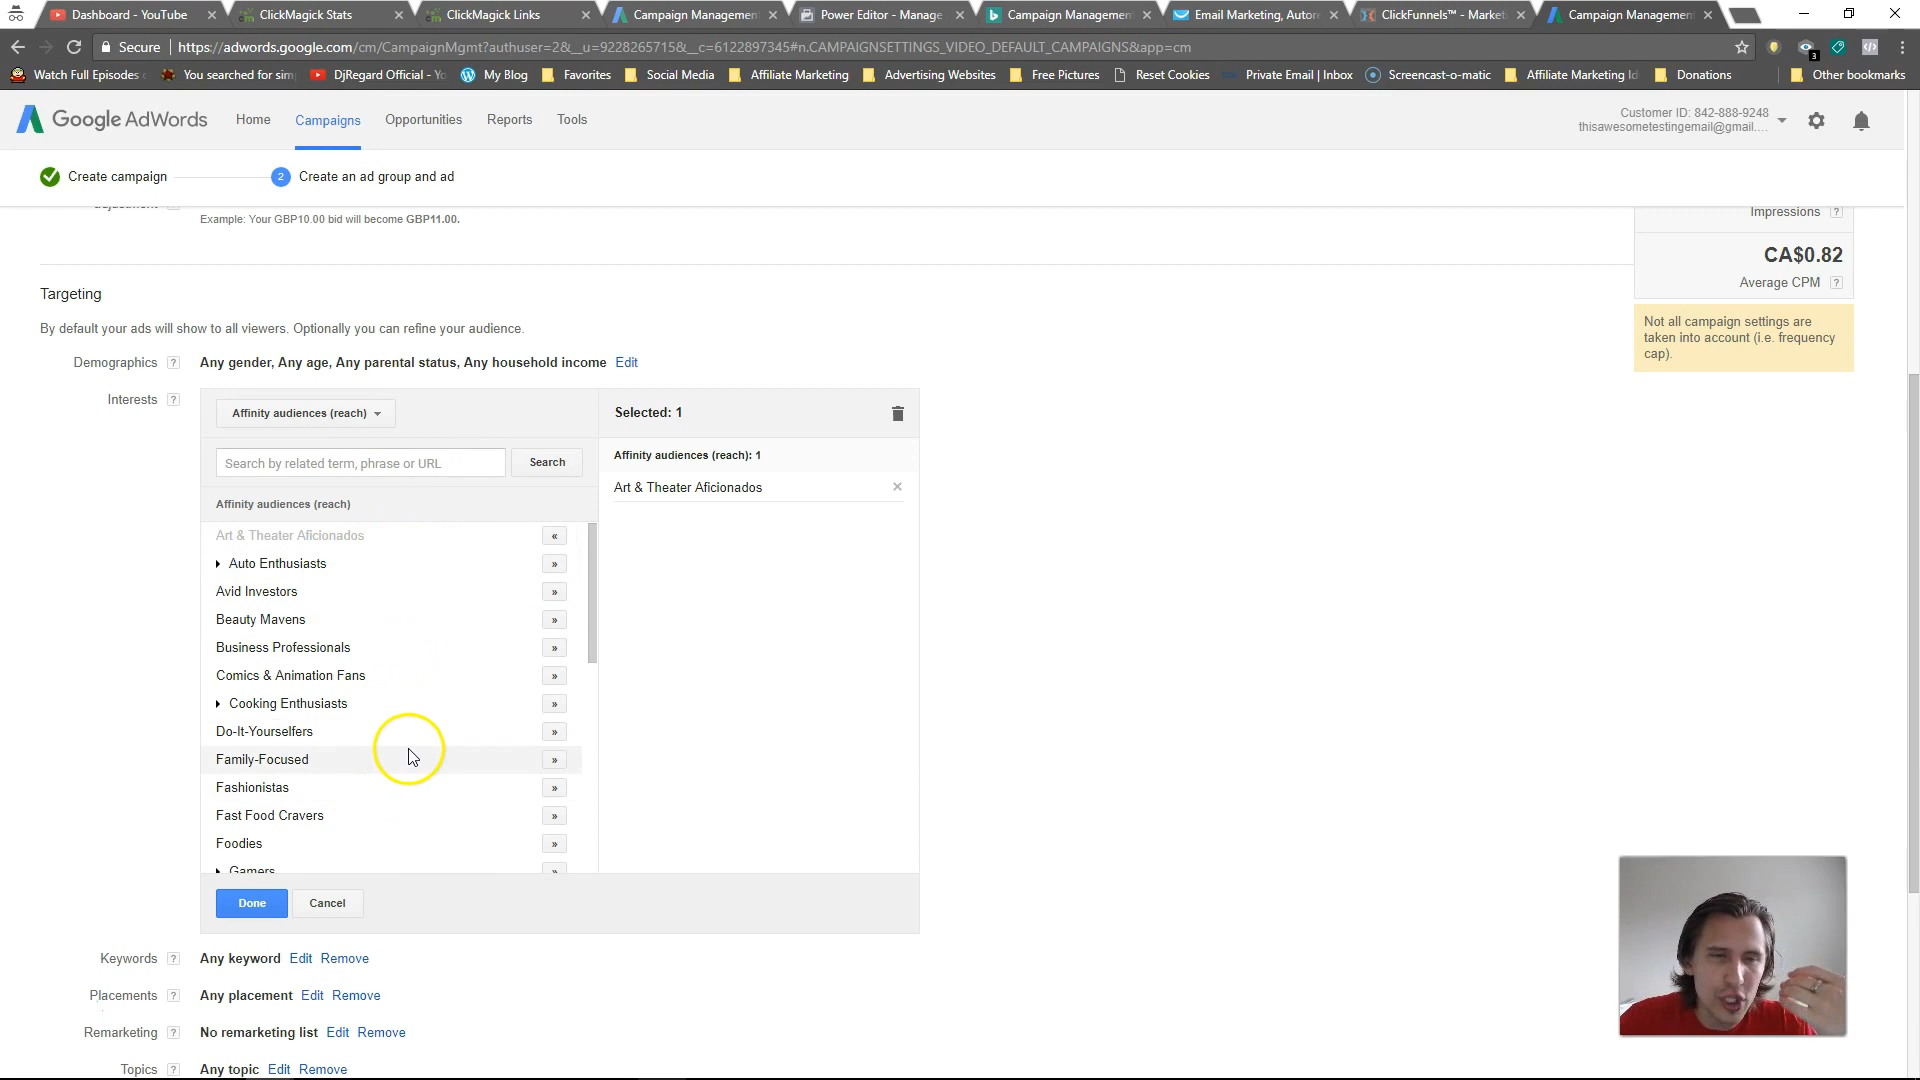 Dashboard - YouTube
ClickMagick Stats
ClickMagick Links
Campaign Management
Power Editor - Manage
Campaign Management
Email Marketing, Autor
ClickFunnels™ - Market
Campaign Management
Secure
https://adwords.google.com/cm/CampaignMgmt?authuser=2&__u=9228265715&__c=6122897345#n.CAMPAIGNSETTINGS_VIDEO_DEFAULT_CAMPAIGNS&app=cm
3
Watch Full Episodes
You searched for sim
DjRegard Official - Yo
My Blog
Favorites
Social Media
Affiliate Marketing
Advertising Websites
Free Pictures
Reset Cookies
Private Email | Inbox
Screencast-o-matic
Affiliate Marketing Id
Donations
Other bookmarks
Google AdWords
Home
Campaigns
Opportunities
Reports
Tools
Customer ID: 842-888-9248
thisawesometestingemail@gmail....
Create campaign
2
Create an ad group and ad
Example: Your GBP10.00 bid will become GBP11.00.
Impressions ?
CA$0.82
Average CPM ?
Not all campaign settings are
taken into account (i.e. frequency
cap).
Targeting
By default your ads will show to all viewers. Optionally you can refine your audience.
Demographics ? Any gender, Any age, Any parental status, Any household income Edit
Interests ?
Affinity audiences (reach)
Search by related term, phrase or URL
Search
Affinity audiences (reach)
Art & Theater Aficionados «
Auto Enthusiasts »
Avid Investors »
Beauty Mavens »
Business Professionals »
Comics & Animation Fans »
Cooking Enthusiasts »
Do-It-Yourselfers »
Family-Focused »
Fashionistas »
Fast Food Cravers »
Foodies »
Gamers »
Selected: 1
Affinity audiences (reach): 1
Art & Theater Aficionados
Done
Cancel
Keywords ? Any keyword Edit Remove
Placements ? Any placement Edit Remove
Remarketing ? No remarketing list Edit Remove
Topics ? Any topic Edit Remove